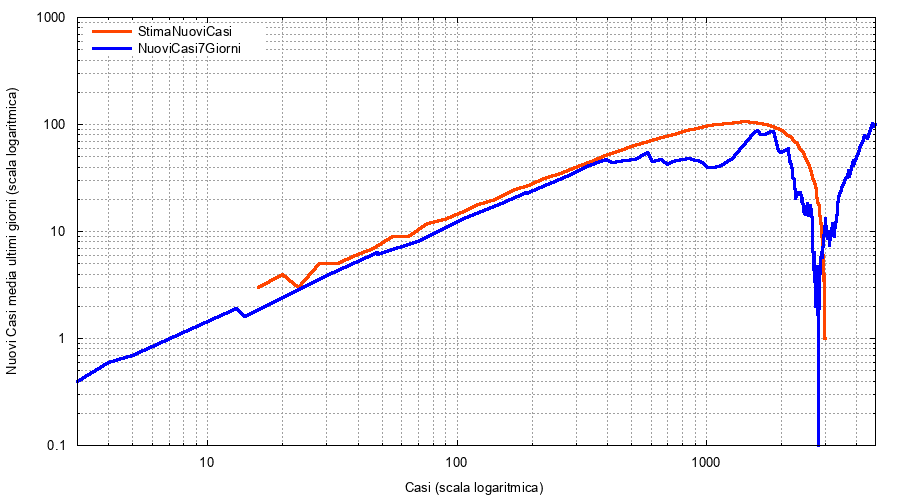 1000
StimaNuoviCasi
NuoviCasi7Giorni
100
10
1
0.1
Nuovi Casi media ultimi giorni (scala logaritmica)
10 100 1000
Casi (scala logaritmica)